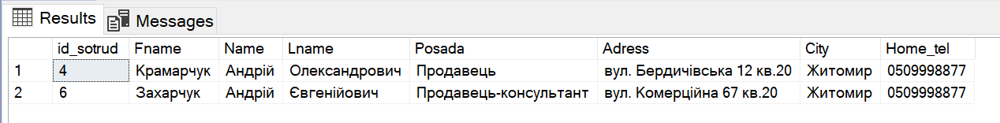 Results Messages
id_sotrud Fname Name Lname Posada Adress City Home_tel
1 4 Крамарчук Андрій Олександрович Продавець вул. Бердичівська 12 кв.20 Житомир 0509998877
2 6 Захарчук Андрій Євгенійович Продавець-консультант вул. Комерційна 67 кв.20 Житомир 0509998877